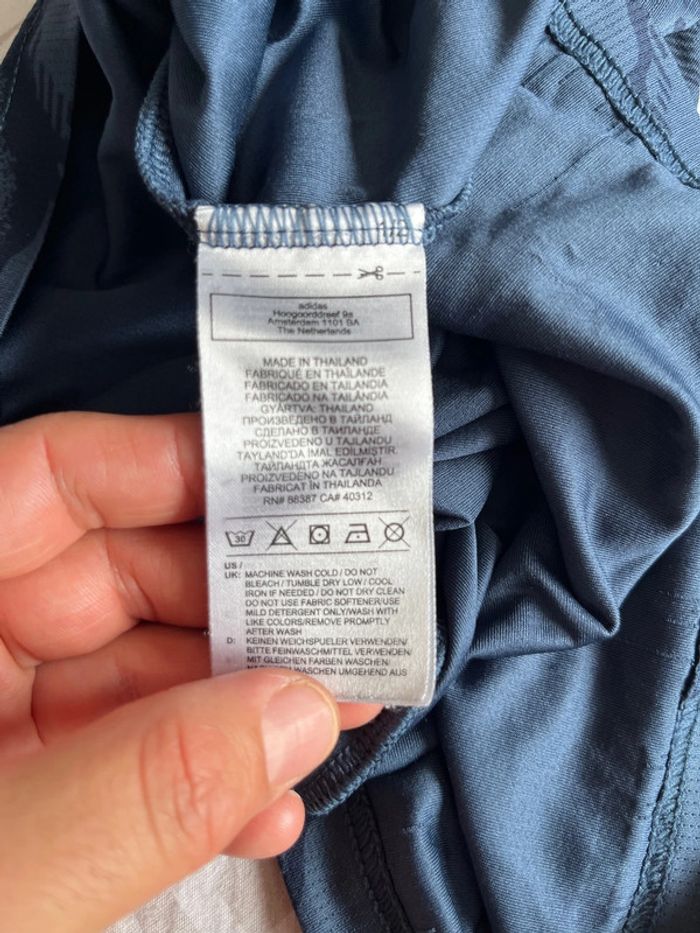 1/2
adidas
Hoogoorddreef 9a
Amsterdam 1101 BA
The Netherlands
MADE IN THAILAND
FABRIQUÉ EN THAÏLANDE
FABRICADO EN TAILANDIA
FABRICADO NA TAILÂNDIA
GYÁRTVA: THAILAND
ПРОИЗВЕДЕНО В ТАЙЛАНД
СДЕЛАНО В ТАИЛАНДЕ
PROIZVEDENO U TAJLANDU
TAYLAND'DA İMAL EDİLMİŞTİR.
ТАЙЛАНДТА ЖАСАЛҒАН
PROIZVEDENO NA TAJLANDU
FABRICAT ÎN THAILANDA
RN# 88387 CA# 40312
30
US /
UK: MACHINE WASH COLD / DO NOT
BLEACH / TUMBLE DRY LOW / COOL
IRON IF NEEDED / DO NOT DRY CLEAN
DO NOT USE FABRIC SOFTENER/USE
MILD DETERGENT ONLY/WASH WITH
LIKE COLORS/REMOVE PROMPTLY
AFTER WASH
D: KEINEN WEICHSPUELER VERWENDEN/
BITTE FEINWASCHMITTEL VERWENDEN/
MIT GLEICHEN FARBEN WASCHEN/
WASCHEN UMGEHEND AUS